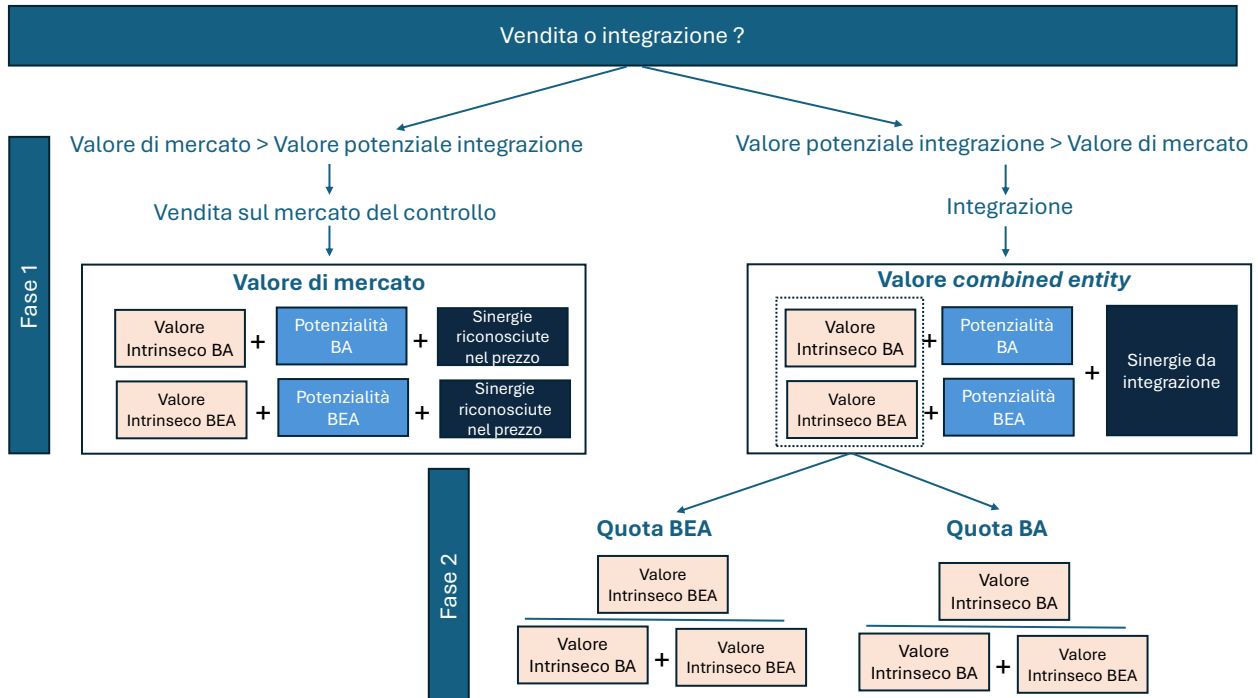 Vendita o integrazione ?
Fase 1
Valore di mercato > Valore potenziale integrazione
Vendita sul mercato del controllo
Valore di mercato
Valore
Intrinseco BA
+
Potenzialità
BA
+
Sinergie
riconosciute
nel prezzo
Valore
Intrinseco BEA
+
Potenzialità
BEA
+
Sinergie
riconosciute
nel prezzo
Valore potenziale integrazione > Valore di mercato
Integrazione
Valore combined entity
Valore
Intrinseco BA
+
Potenzialità
BA
Valore
Intrinseco BEA
+
Potenzialità
BEA
+
Sinergie da
integrazione
Fase 2
Quota BEA
Valore
Intrinseco BEA
Valore
Intrinseco BA
+
Valore
Intrinseco BEA
Quota BA
Valore
Intrinseco BA
Valore
Intrinseco BA
+
Valore
Intrinseco BEA